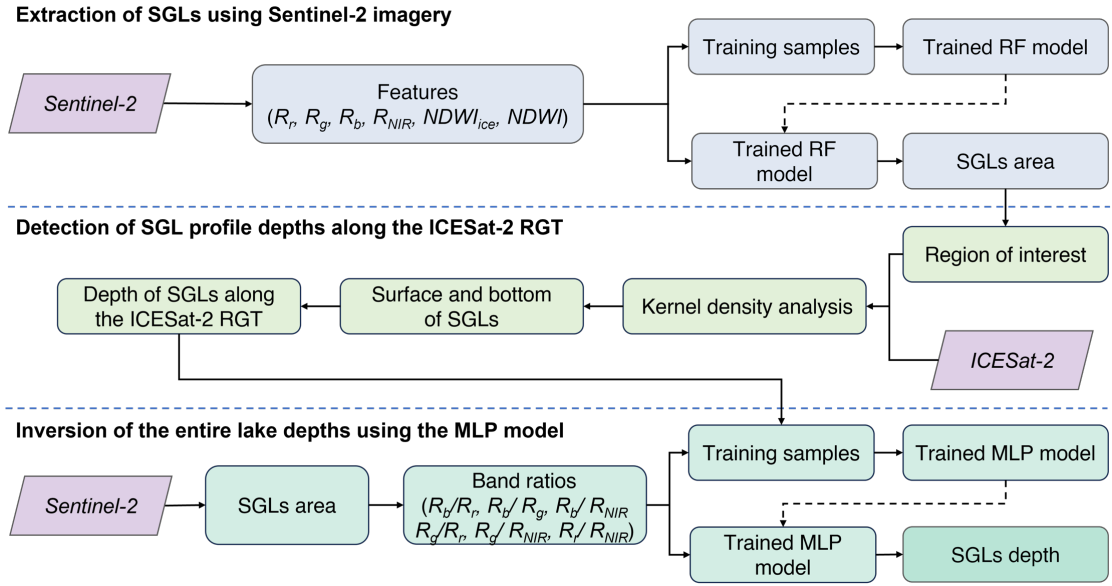 Extraction of SGLs using Sentinel-2 imagery
Sentinel-2
Features
(Rr, Rg, Rb, RNIR, NDWIice, NDWI)
Training samples
Trained RF model
Trained RF
model
SGLs area
Detection of SGL profile depths along the ICESat-2 RGT
Region of interest
ICESat-2
Kernel density analysis
Surface and bottom
of SGLs
Depth of SGLs along
the ICESat-2 RGT
Inversion of the entire lake depths using the MLP model
Sentinel-2
SGLs area
Band ratios
(Rb/Rr, Rb/Rg, Rb/RNIR
Rg/Rr, Rg/RNIR, Rr/RNIR)
Training samples
Trained MLP model
Trained MLP
model
SGLs depth